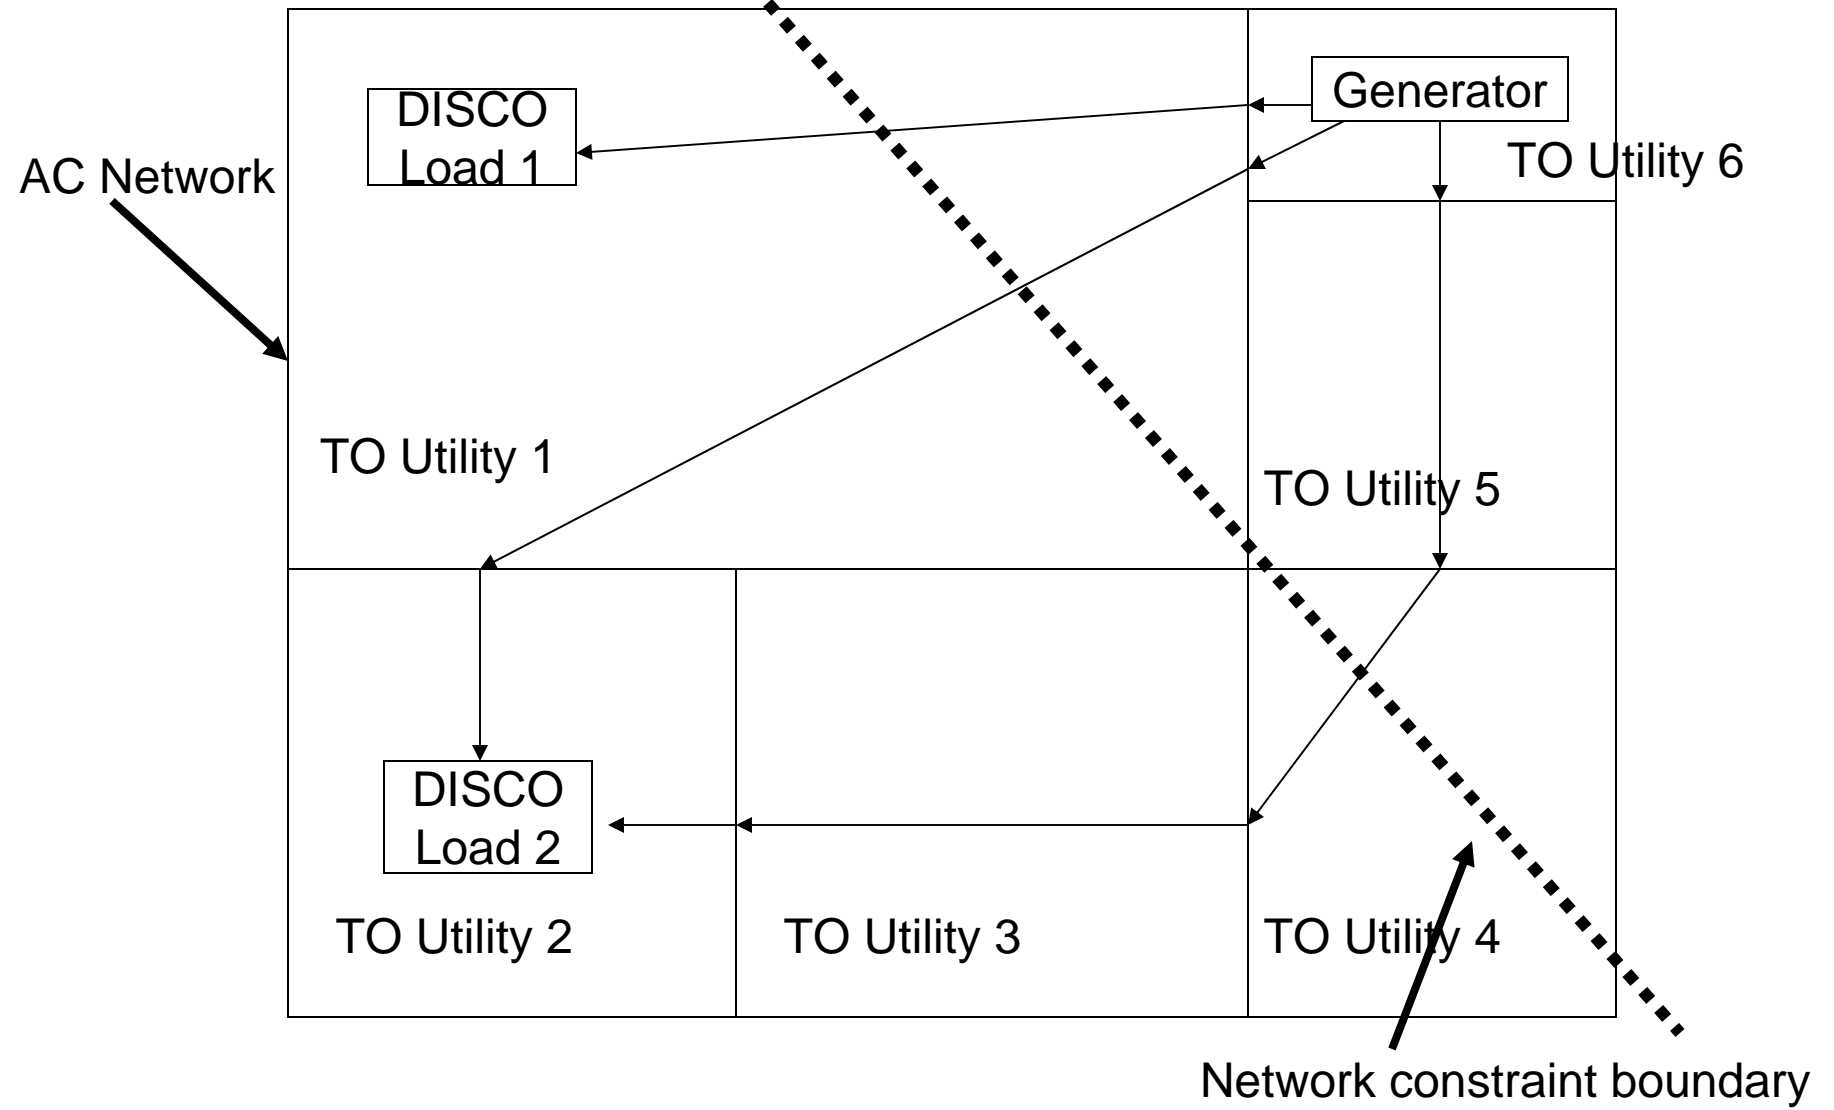 Generator
DISCO
Load 1
TO Utility 6
AC Network
TO Utility 1
TO Utility 5
DISCO
Load 2
TO Utility 2
TO Utility 3
TO Utility 4
Network constraint boundary